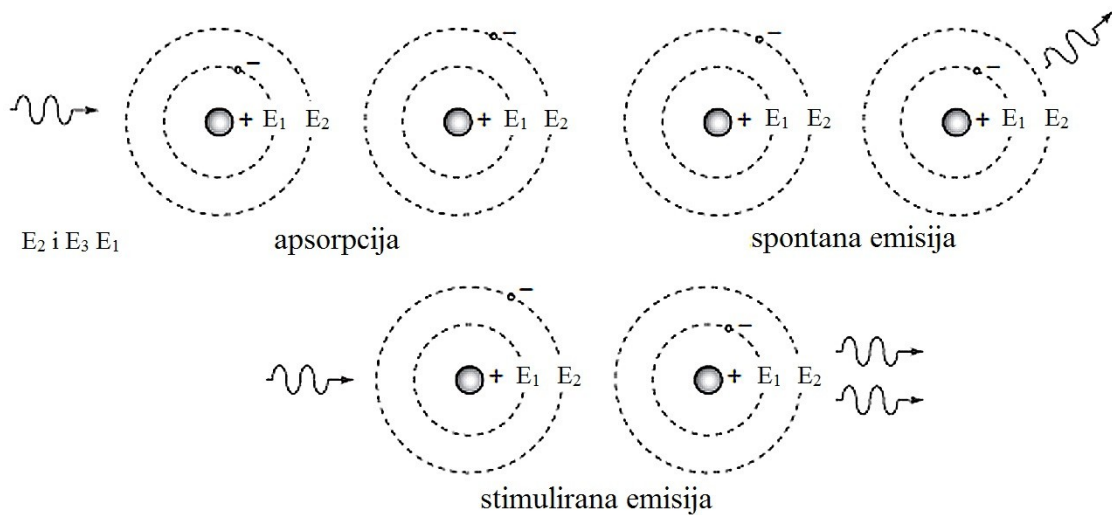 − −
− −
+ E₁ E₂ + E₁ E₂ + E₁ E₂ + E₁ E₂
E₂ i E₃ E₁ apsorpcija spontana emisija
− −
+ E₁ E₂ + E₁ E₂
stimulirana emisija